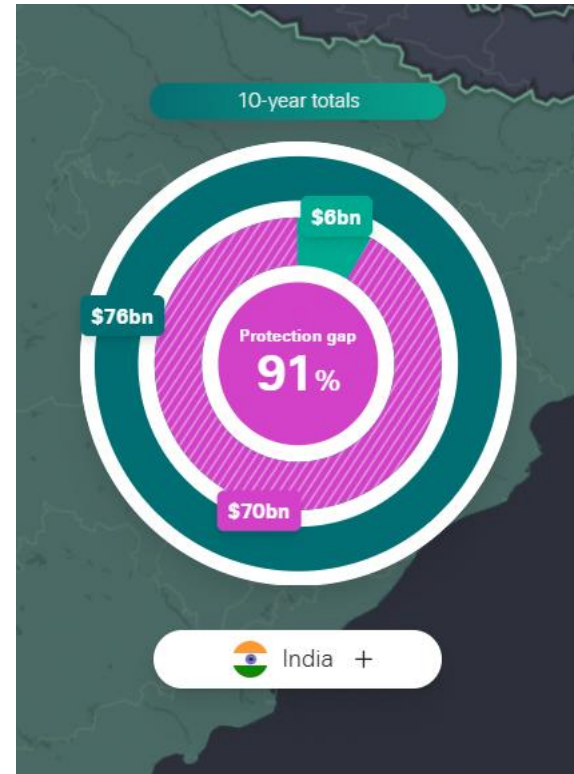 10-year totals
$6bn
$76bn
Protection gap
91%
$70bn
India +